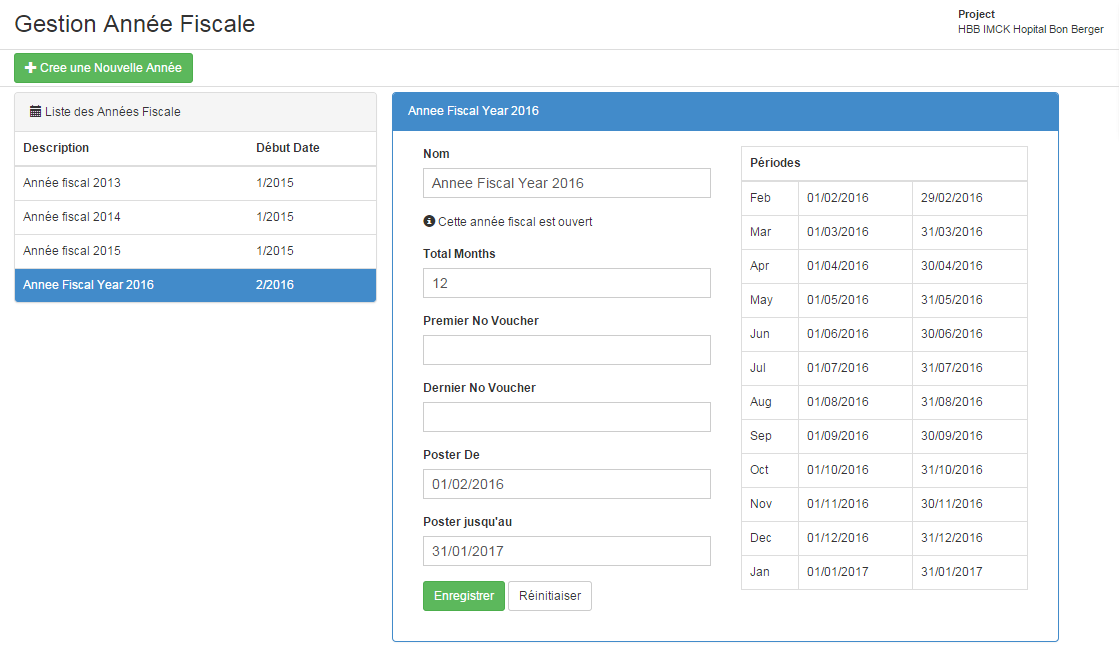 Gestion Année Fiscale
Project
HBB IMCK Hopital Bon Berger
Cree une Nouvelle Année
Liste des Années Fiscale
Description Début Date
Année fiscal 2013 1/2015
Année fiscal 2014 1/2015
Année fiscal 2015 1/2015
Annee Fiscal Year 2016 2/2016
Annee Fiscal Year 2016
Nom
Annee Fiscal Year 2016
Cette année fiscal est ouvert
Total Months
12
Premier No Voucher
Dernier No Voucher
Poster De
01/02/2016
Poster jusqu'au
31/01/2017
Enregistrer Réinitiaiser
Périodes
Feb 01/02/2016 29/02/2016
Mar 01/03/2016 31/03/2016
Apr 01/04/2016 30/04/2016
May 01/05/2016 31/05/2016
Jun 01/06/2016 30/06/2016
Jul 01/07/2016 31/07/2016
Aug 01/08/2016 31/08/2016
Sep 01/09/2016 30/09/2016
Oct 01/10/2016 31/10/2016
Nov 01/11/2016 30/11/2016
Dec 01/12/2016 31/12/2016
Jan 01/01/2017 31/01/2017